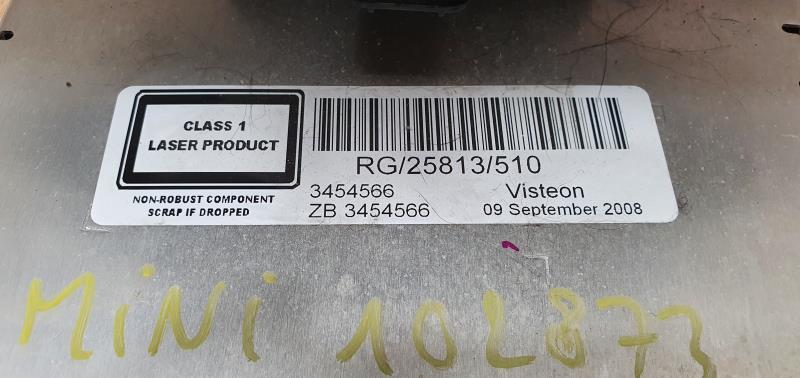 CLASS 1
LASER PRODUCT
NON-ROBUST COMPONENT
SCRAP IF DROPPED
RG/25813/510
3454566 Visteon
ZB 3454566 09 September 2008
MiNi 102873